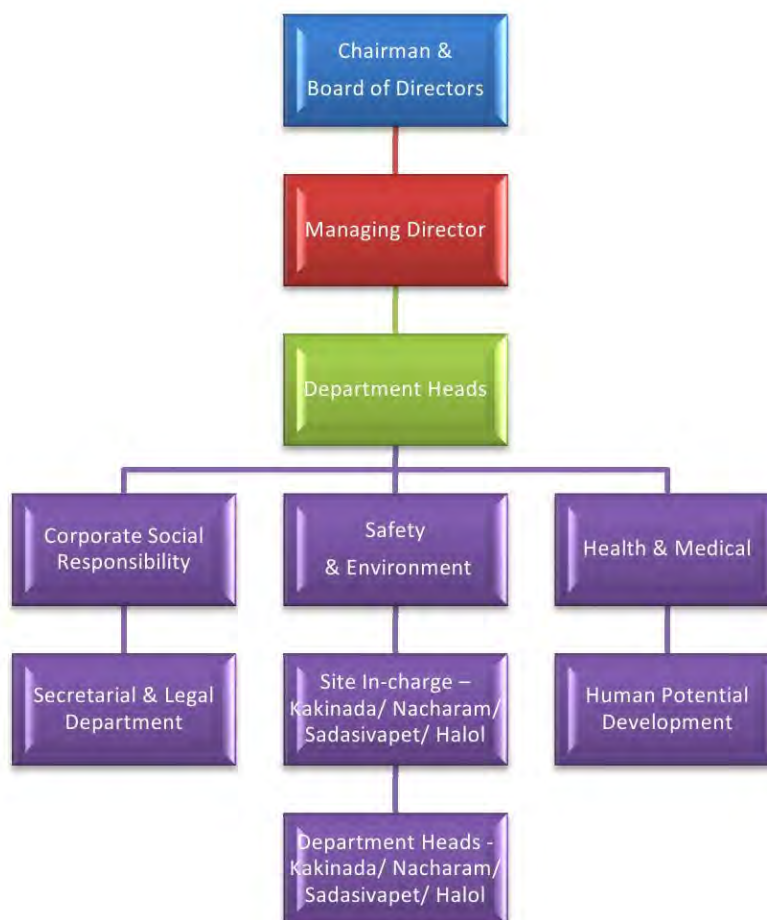 Chairman &
Board of Directors
Managing Director
Department Heads
Corporate Social
Responsibility
Safety
& Environment
Health & Medical
Secretarial & Legal
Department
Site In-charge –
Kakinada/ Nacharam/
Sadasivapet/ Halol
Human Potential
Development
Department Heads -
Kakinada/ Nacharam/
Sadasivapet/ Halol